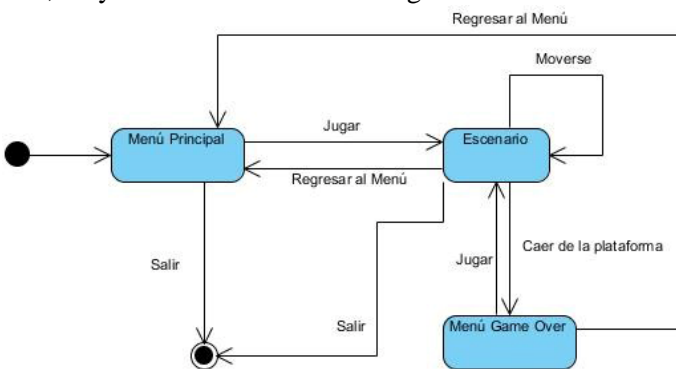 Regresar al Menú
Moverse
Menú Principal
Jugar
Escenario
Regresar al Menú
Caer de la plataforma
Jugar
Salir
Salir
Menú Game Over